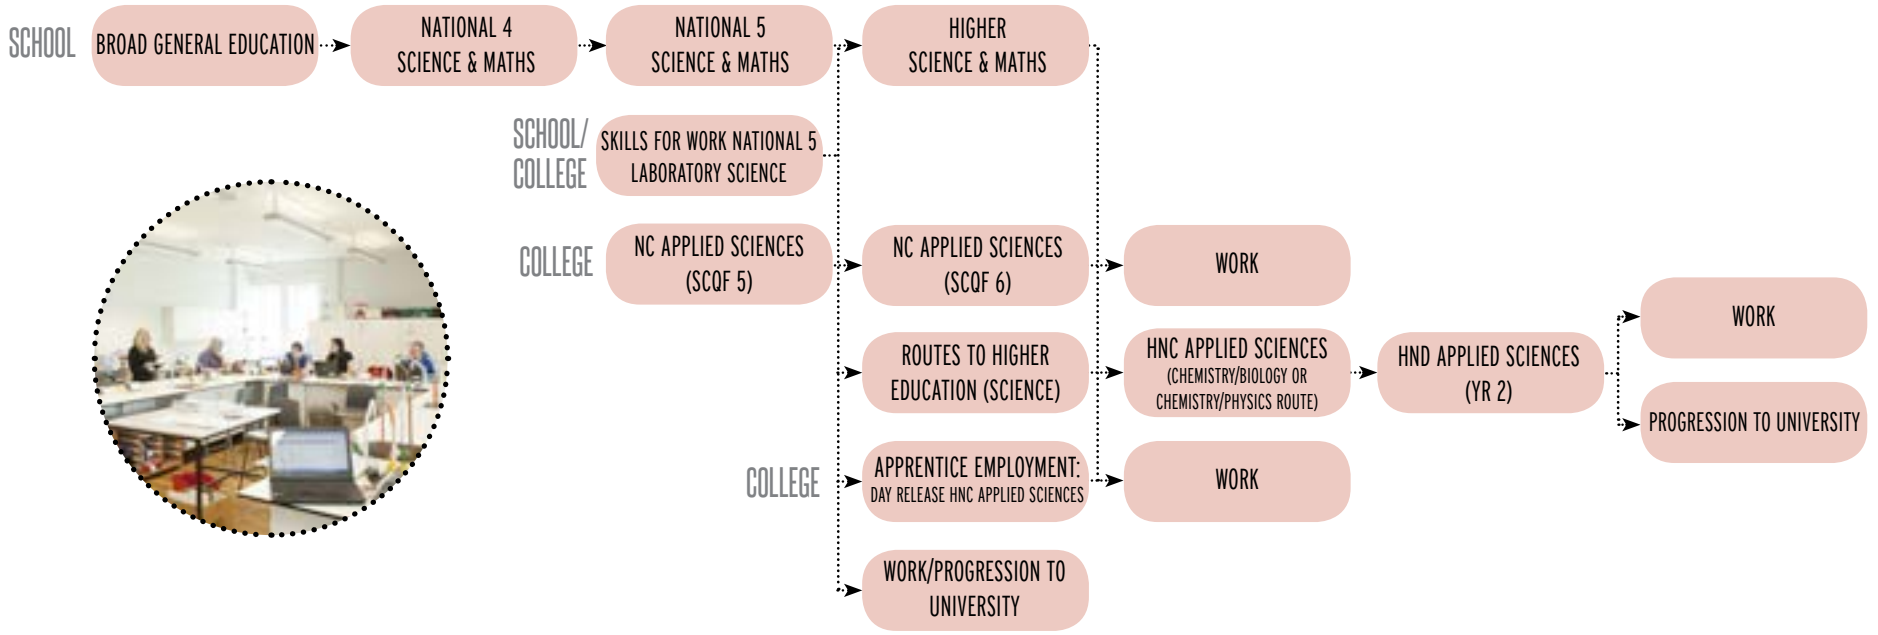 SCHOOL
BROAD GENERAL EDUCATION
NATIONAL 4
SCIENCE & MATHS
NATIONAL 5
SCIENCE & MATHS
HIGHER
SCIENCE & MATHS
SCHOOL/
COLLEGE
SKILLS FOR WORK NATIONAL 5
LABORATORY SCIENCE
COLLEGE
NC APPLIED SCIENCES
(SCQF 5)
NC APPLIED SCIENCES
(SCQF 6)
WORK
ROUTES TO HIGHER
EDUCATION (SCIENCE)
HNC APPLIED SCIENCES
(CHEMISTRY/BIOLOGY OR
CHEMISTRY/PHYSICS ROUTE)
HND APPLIED SCIENCES
(YR 2)
WORK
PROGRESSION TO UNIVERSITY
COLLEGE
APPRENTICE EMPLOYMENT:
DAY RELEASE HNC APPLIED SCIENCES
WORK
WORK/PROGRESSION TO
UNIVERSITY